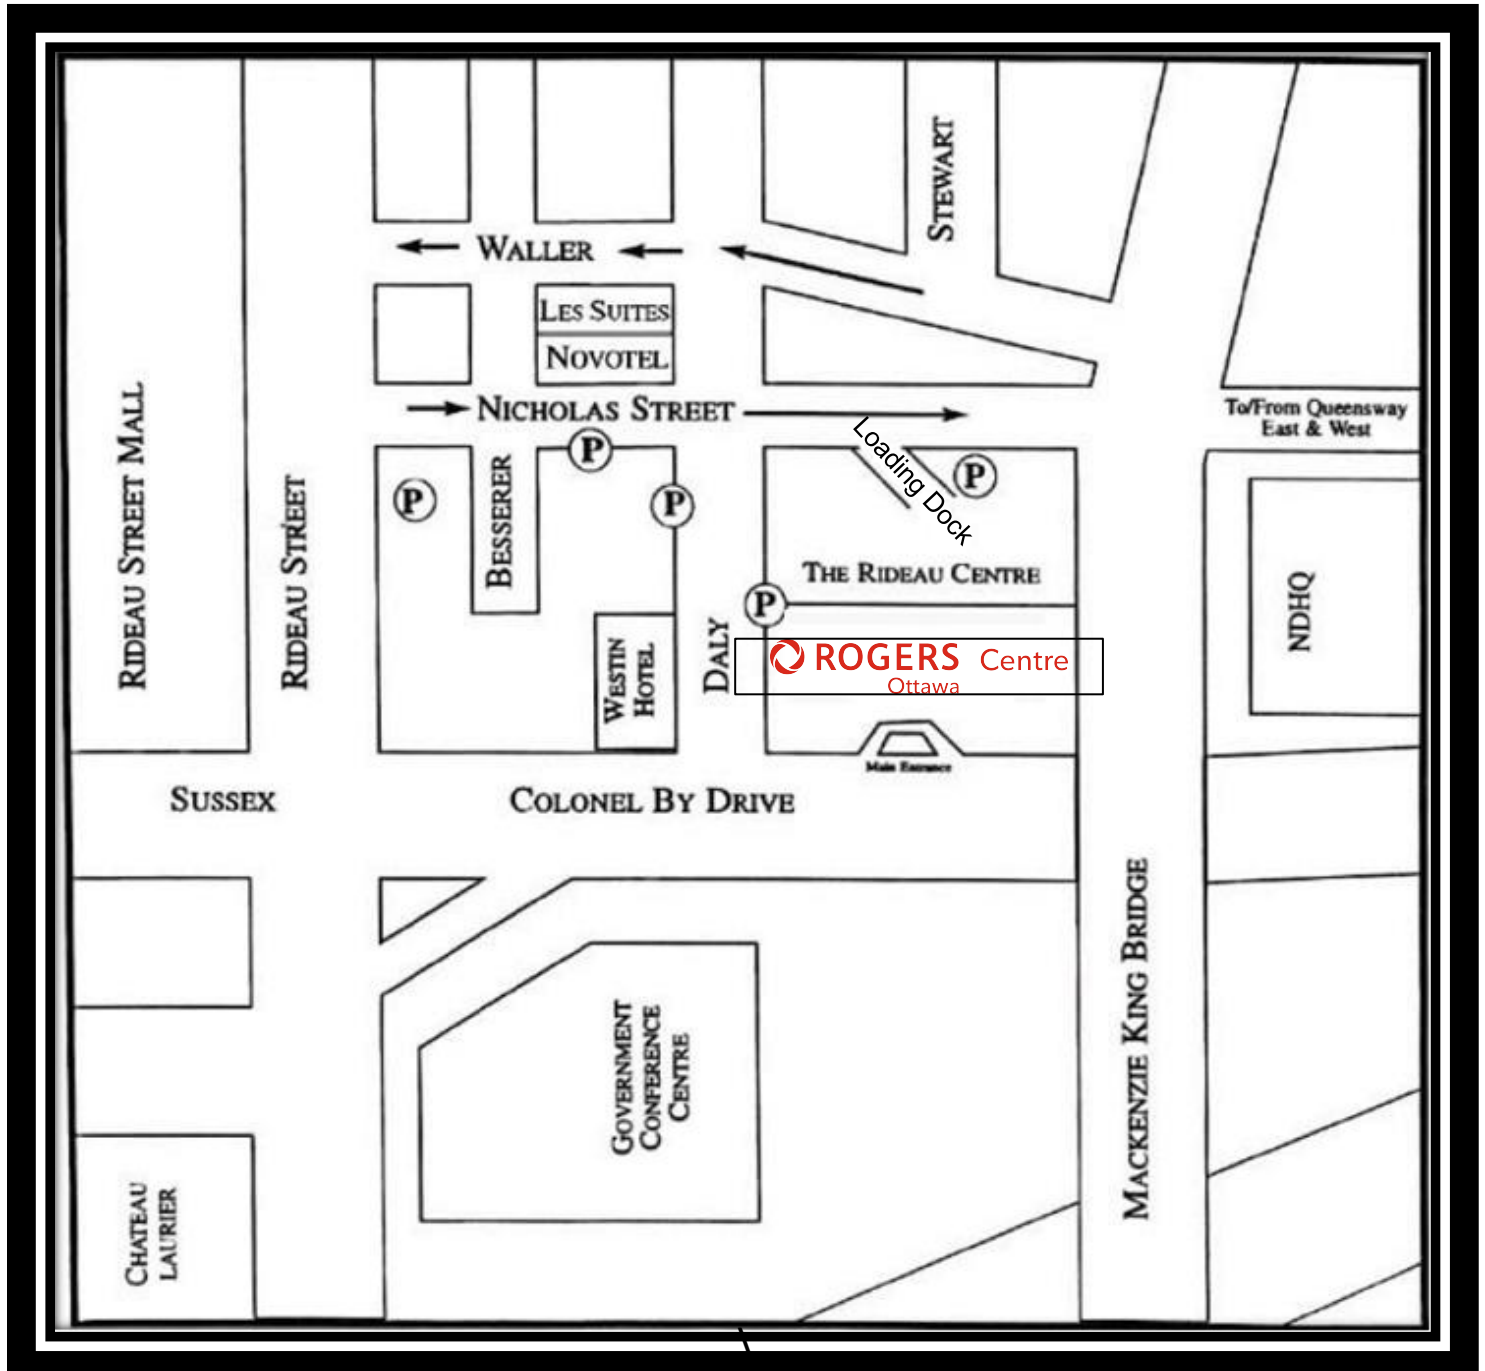 STEWART
WALLER
LES SUITES
NOVOTEL
NICHOLAS STREET
To/From Queensway
East & West
RIDEAU STREET MALL
RIDEAU STREET
P
P
BESSERER
P
Loading Dock
P
THE RIDEAU CENTRE
P
NDHQ
WESTIN
HOTEL
DALY
ROGERS Centre
Ottawa
Main Entrance
SUSSEX
COLONEL BY DRIVE
MACKENZIE KING BRIDGE
GOVERNMENT
CONFERENCE
CENTRE
CHATEAU
LAURIER